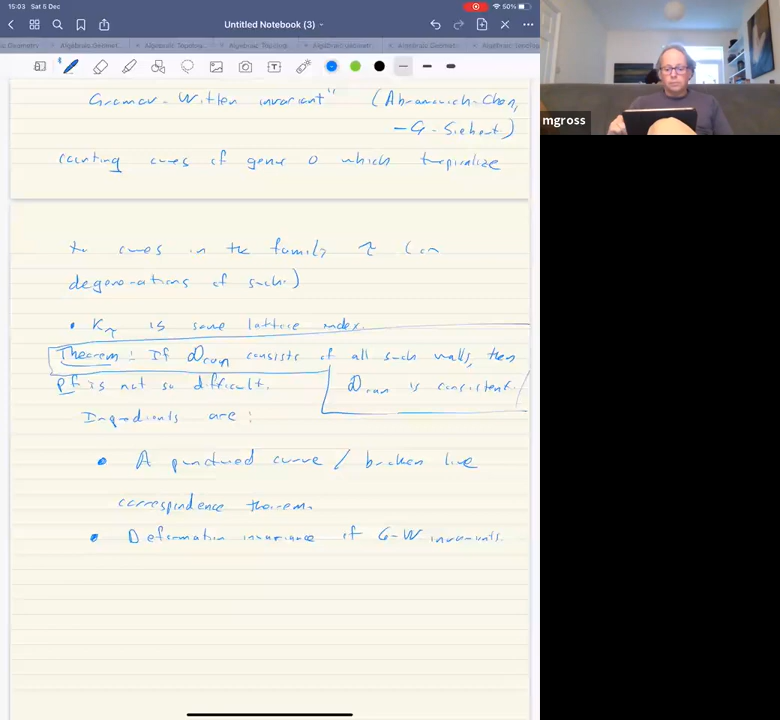 15:03 Sat 5 Dec
50%
Untitled Notebook (3)
Gromov-Witten invariant" (Abramovich-Chen,
-G-Siebert)
counting curves of genus 0 which tropicalize
to curves in the family τ (or
degenerations of such.)
• K_τ is some lattice index.
Theorem: If D_can consists of all such walls, then
D_can is consistent.
Pf is not so difficult.
Ingredients are:
• A punctured curve / broken line
correspondence theorem.
• Deformation invariance of G-W invariants.
mgross